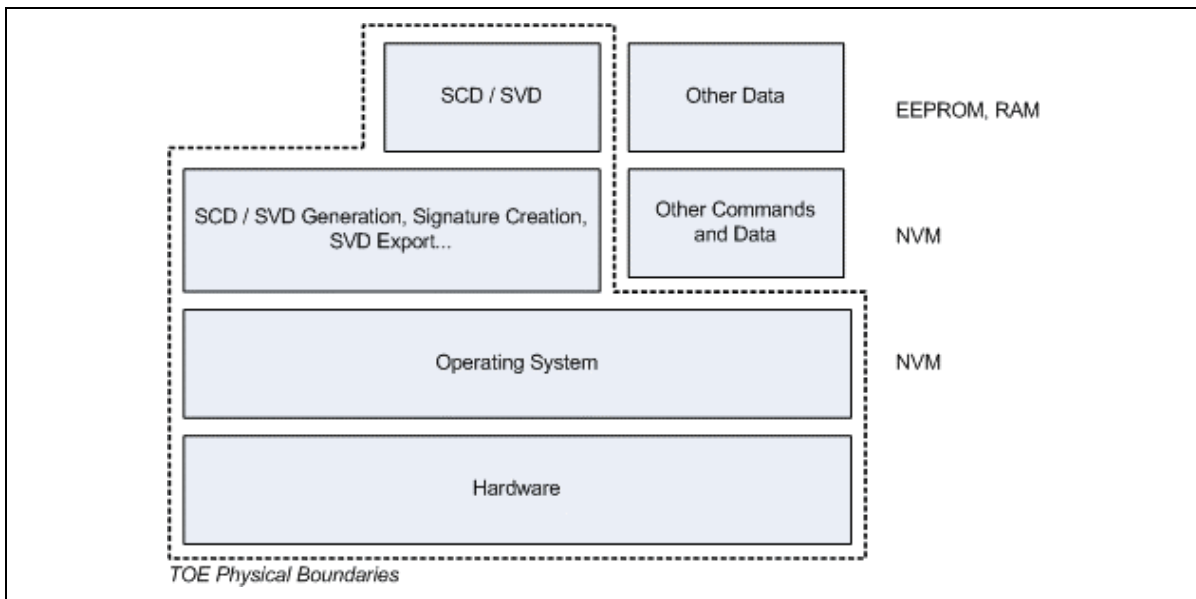 SCD / SVD
Other Data
EEPROM, RAM
SCD / SVD Generation, Signature Creation,
SVD Export...
Other Commands
and Data
NVM
Operating System
NVM
Hardware
TOE Physical Boundaries